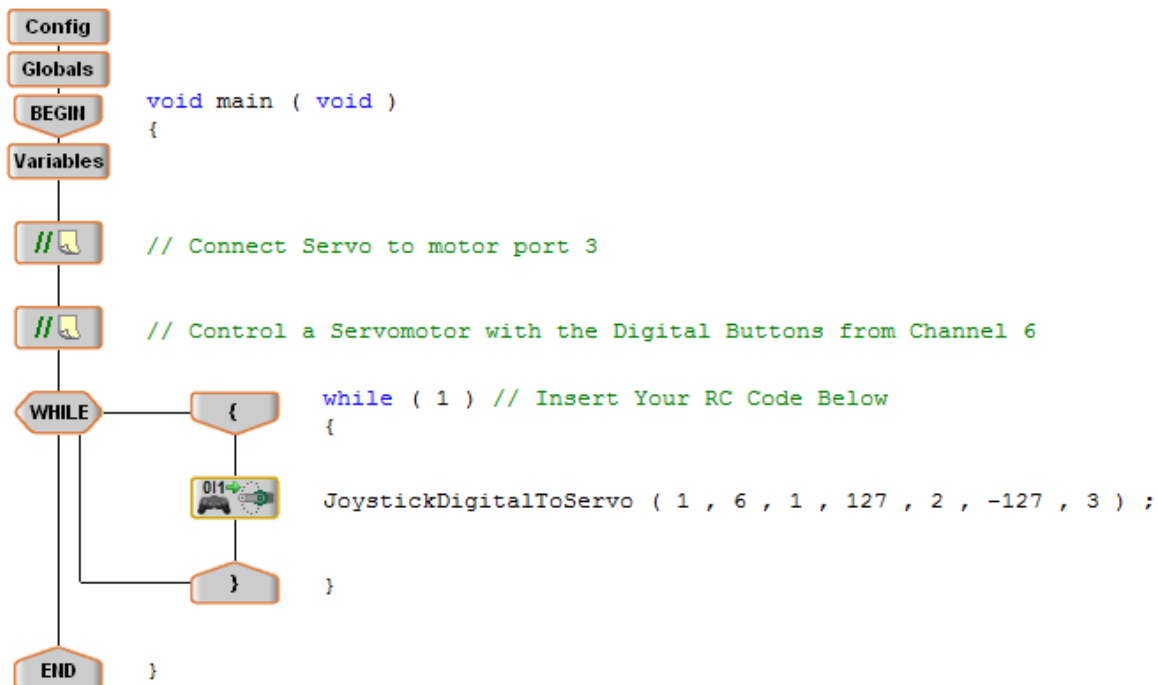 Config
Globals
BEGIN
void main ( void )
{
Variables
// // Connect Servo to motor port 3
// // Control a Servomotor with the Digital Buttons from Channel 6
WHILE { while ( 1 ) // Insert Your RC Code Below
{
0|1 JoystickDigitalToServo ( 1 , 6 , 1 , 127 , 2 , -127 , 3 ) ;
} }
END }